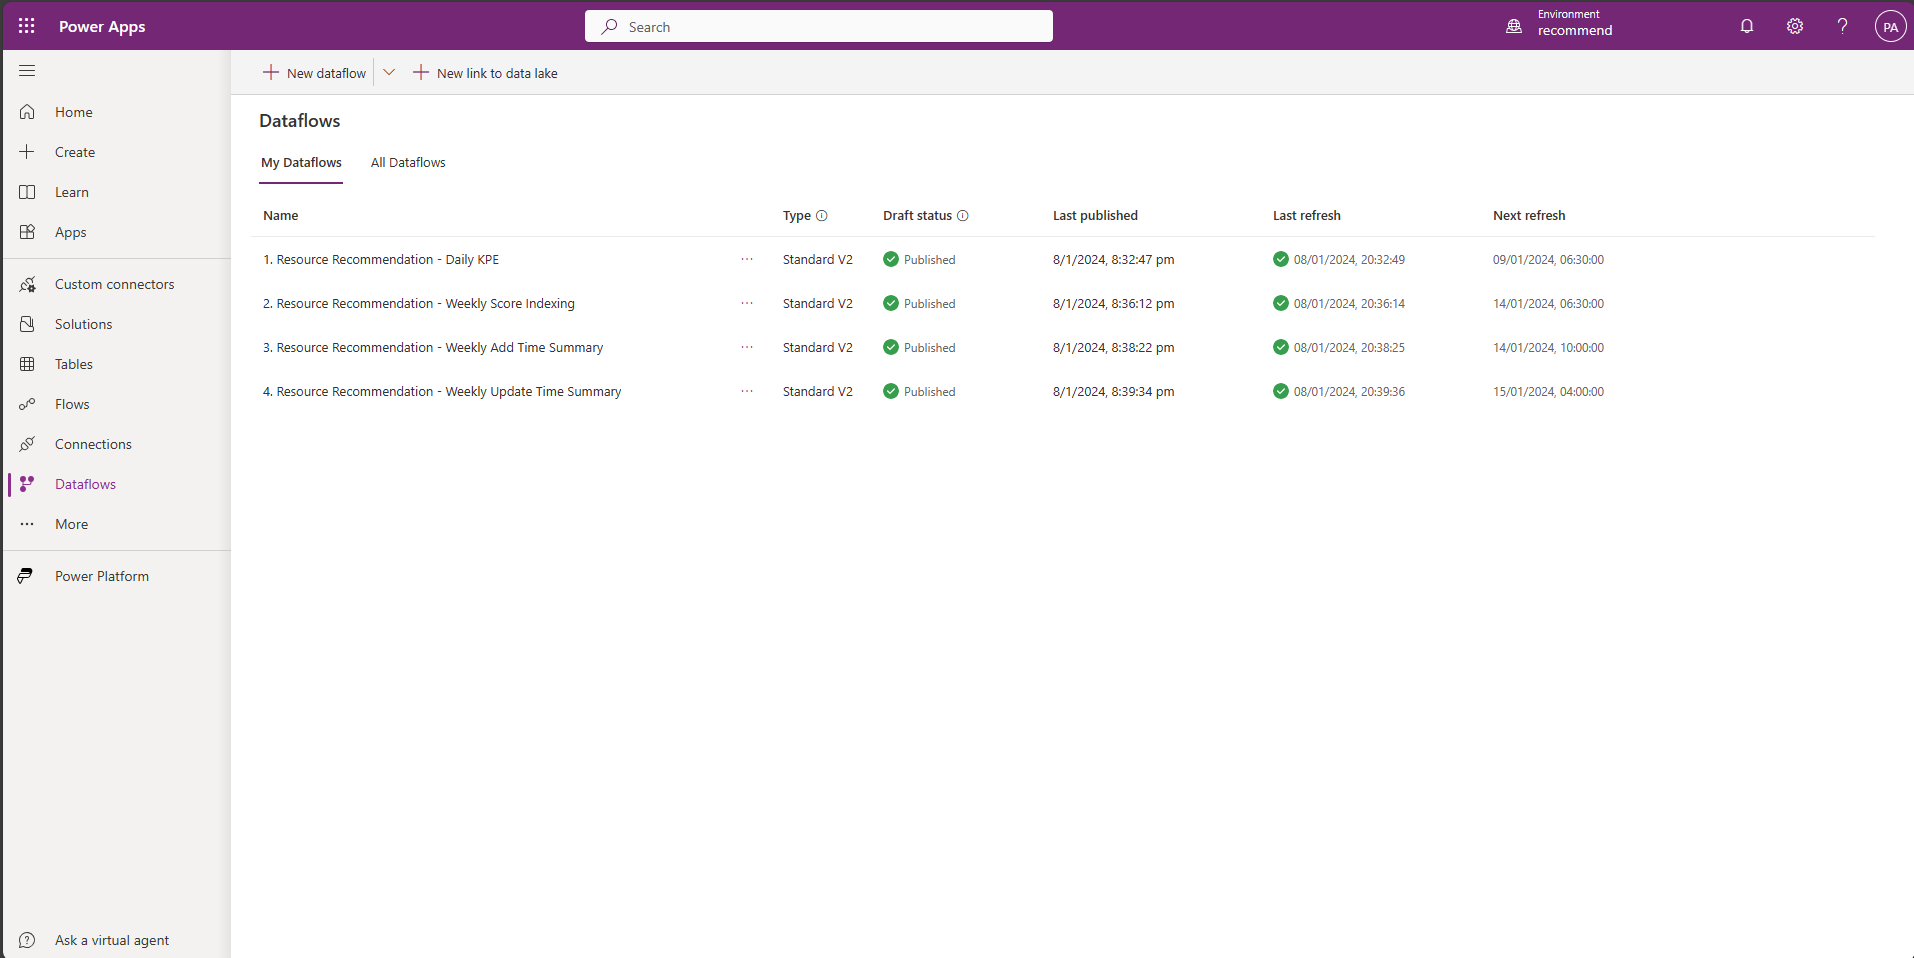 Power Apps
Search
Environment
recommend
PA
New dataflow
New link to data lake
Home
Create
Learn
Apps
Custom connectors
Solutions
Tables
Flows
Connections
Dataflows
More
Power Platform
Ask a virtual agent
Dataflows
My Dataflows All Dataflows
Name Type Draft status Last published Last refresh Next refresh
1. Resource Recommendation - Daily KPE ... Standard V2 Published 8/1/2024, 8:32:47 pm 08/01/2024, 20:32:49 09/01/2024, 06:30:00
2. Resource Recommendation - Weekly Score Indexing ... Standard V2 Published 8/1/2024, 8:36:12 pm 08/01/2024, 20:36:14 14/01/2024, 06:30:00
3. Resource Recommendation - Weekly Add Time Summary ... Standard V2 Published 8/1/2024, 8:38:22 pm 08/01/2024, 20:38:25 14/01/2024, 10:00:00
4. Resource Recommendation - Weekly Update Time Summary ... Standard V2 Published 8/1/2024, 8:39:34 pm 08/01/2024, 20:39:36 15/01/2024, 04:00:00